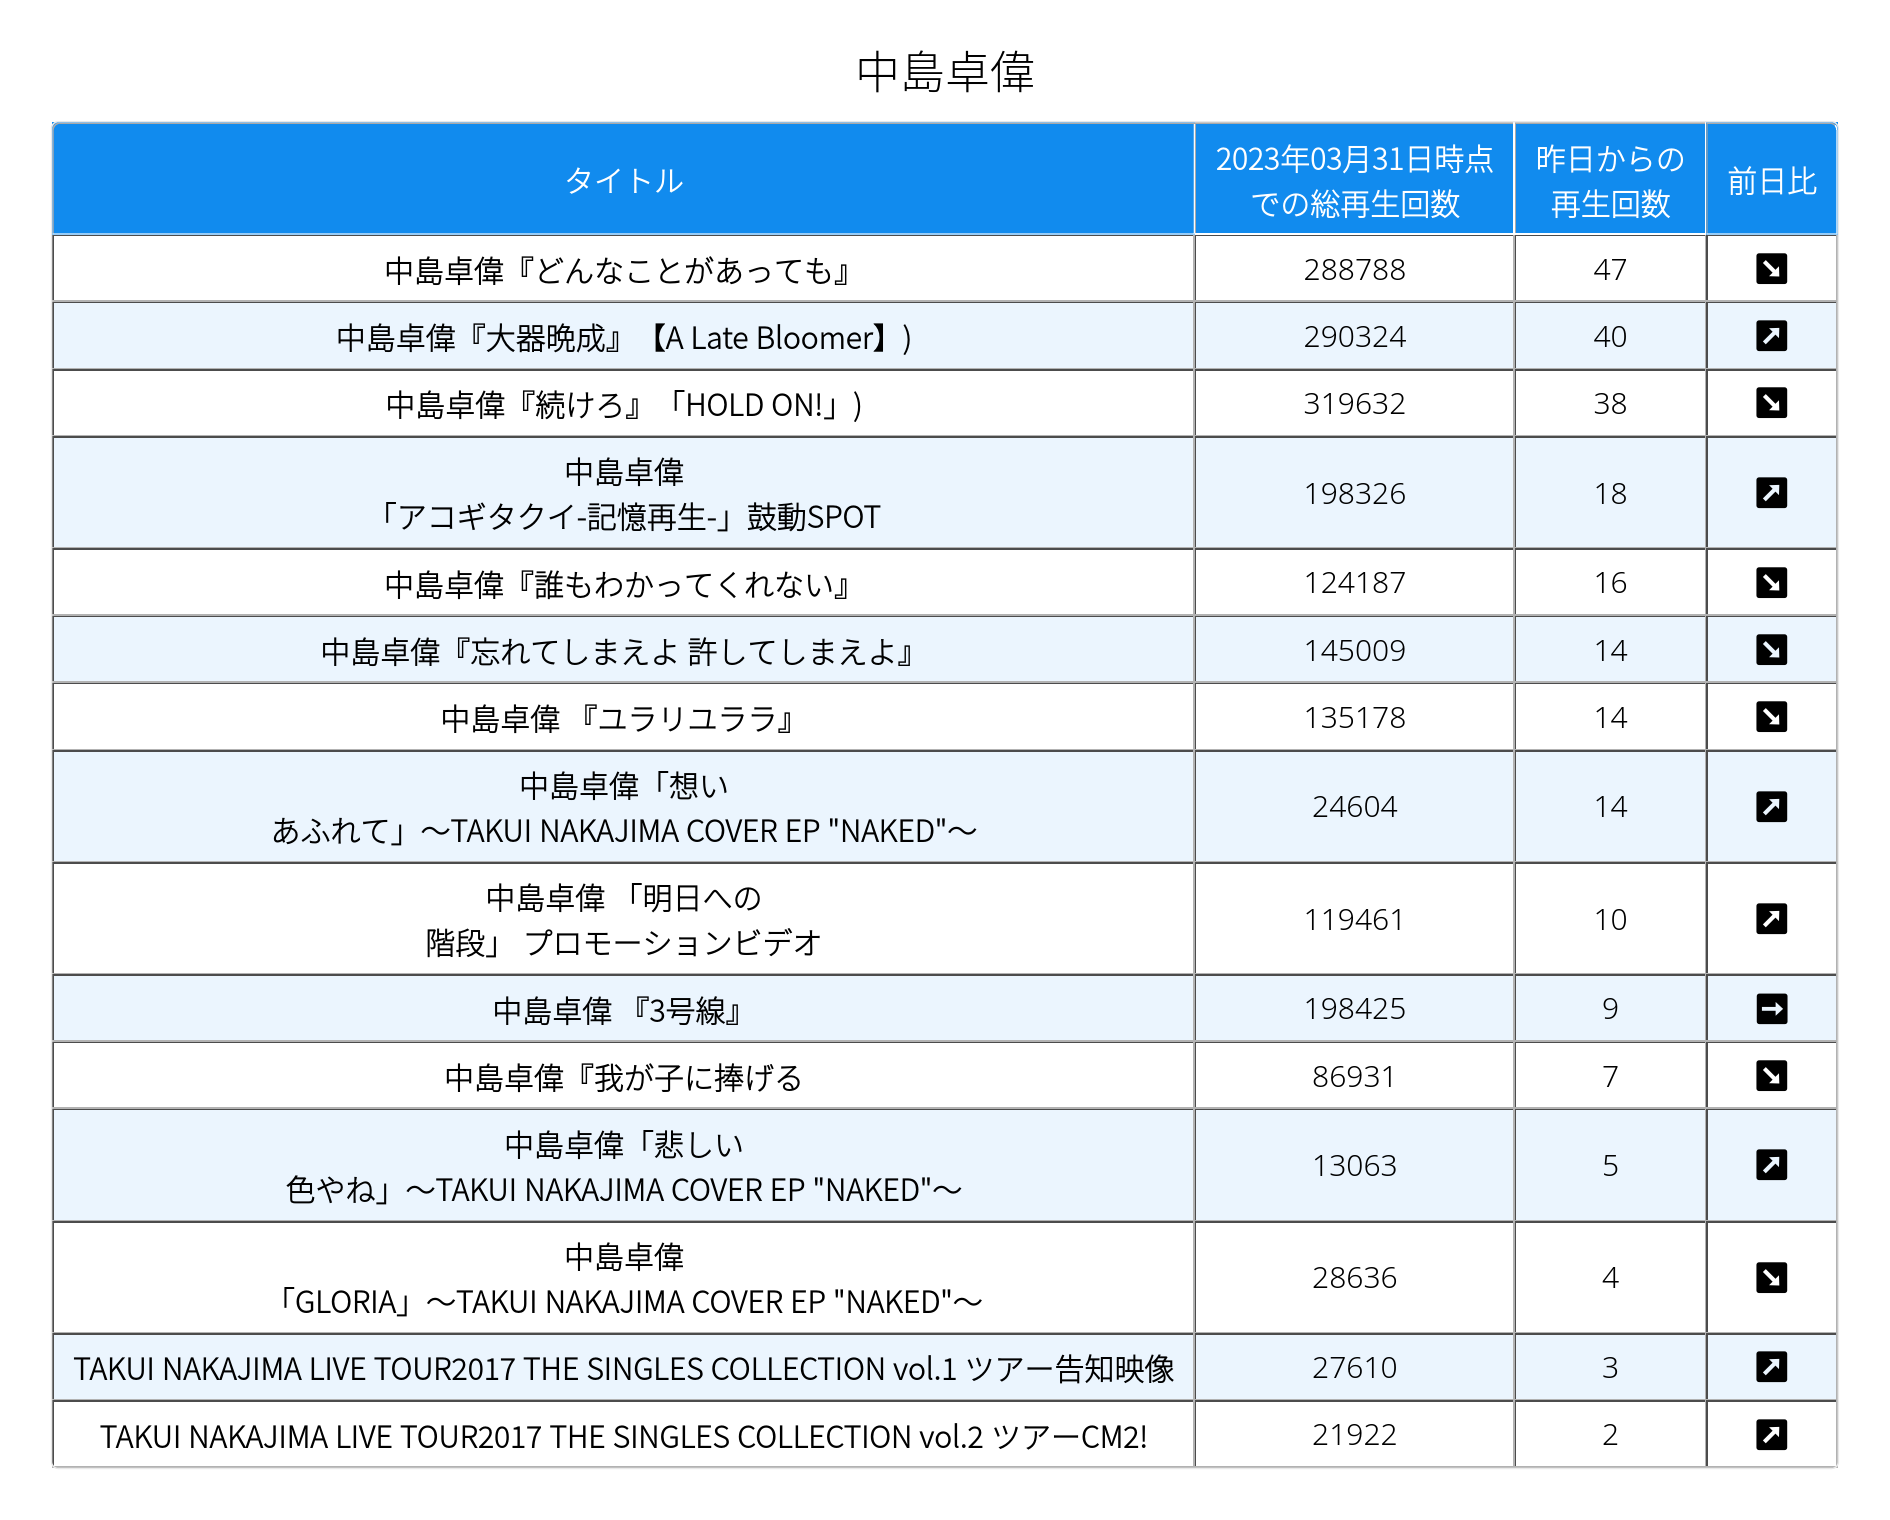 中島卓偉
タイトル
2023年03月31日時点
での総再生回数
昨日からの
再生回数
前日比
中島卓偉『どんなことがあっても』
288788
47
中島卓偉『大器晩成』【A Late Bloomer】)
290324
40
中島卓偉『続けろ』「HOLD ON!」)
319632
38
中島卓偉
「アコギタクイ-記憶再生-」鼓動SPOT
198326
18
中島卓偉『誰もわかってくれない』
124187
16
中島卓偉『忘れてしまえよ 許してしまえよ』
145009
14
中島卓偉 『ユラリユララ』
135178
14
中島卓偉「想い
あふれて」～TAKUI NAKAJIMA COVER EP "NAKED"～
24604
14
中島卓偉 「明日への
階段」 プロモーションビデオ
119461
10
中島卓偉 『3号線』
198425
9
中島卓偉『我が子に捧げる
86931
7
中島卓偉「悲しい
色やね」～TAKUI NAKAJIMA COVER EP "NAKED"～
13063
5
中島卓偉
「GLORIA」～TAKUI NAKAJIMA COVER EP "NAKED"～
28636
4
TAKUI NAKAJIMA LIVE TOUR2017 THE SINGLES COLLECTION vol.1 ツアー告知映像
27610
3
TAKUI NAKAJIMA LIVE TOUR2017 THE SINGLES COLLECTION vol.2 ツアーCM2!
21922
2